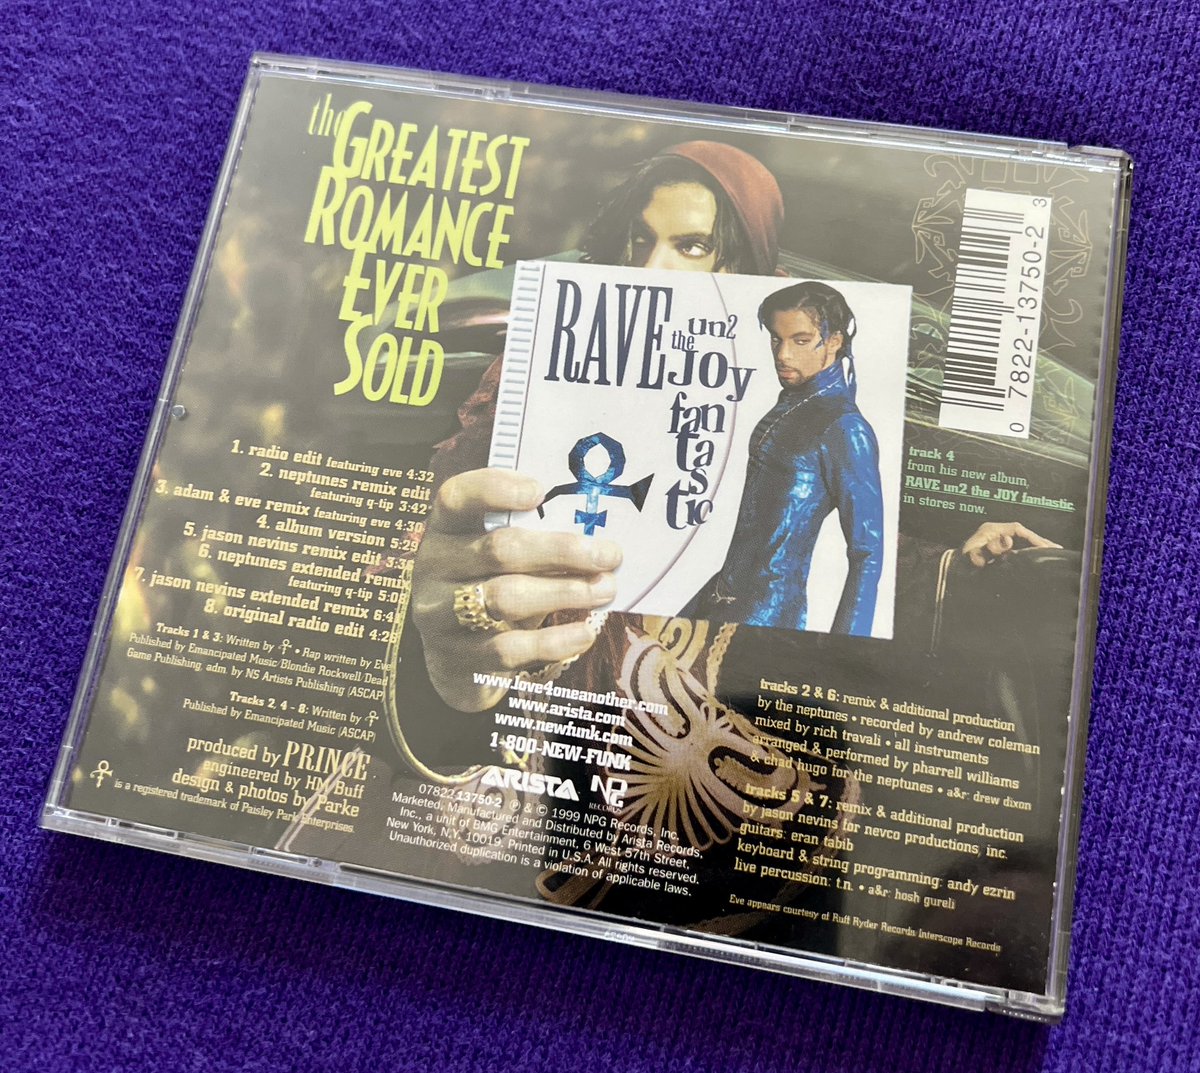 the
GREATEST
ROMANCE
EVER
SOLD
RAVE un2
the
JOY
fantastic
0 78221-3750-2 3
track 4
from his new album,
RAVE un2 the JOY fantastic
in stores now.
1. radio edit featuring eve 4:32
2. neptunes remix edit
featuring q-tip 3:42
3. adam & eve remix featuring eve 4:30
4. album version 5:29
5. jason nevins remix edit 3:36
6. neptunes extended remix
featuring q-tip 5:08
7. jason nevins extended remix 6:4
8. original radio edit 4:26
Tracks 1 & 3: Written by • Rap written by Eve
Published by Emancipated Music/Blondie Rockwell/Dead
Game Publishing, adm. by NS Artists Publishing (ASCAP)
Tracks 2, 4 - 8: Written by
Published by Emancipated Music (ASCAP)
produced by PRINCE
engineered by HM Buff
design & photos by Parke
is a registered trademark of Paisley Park Enterprises.
www.love4oneanother.com
www.arista.com
www.newfunk.com
1-800-NEW-FUNK
ARISTA NPG
RECORDS
07822 13750-2 ℗ & © 1999 NPG Records, Inc.
Marketed, Manufactured and Distributed by Arista Records,
Inc., a unit of BMG Entertainment, 6 West 57th Street,
New York, N.Y. 10019. Printed in U.S.A. All rights reserved.
Unauthorized duplication is a violation of applicable laws.
tracks 2 & 6: remix & additional production
by the neptunes • recorded by andrew coleman
mixed by rich travali • all instruments
arranged & performed by pharrell williams
& chad hugo for the neptunes • a&r: drew dixon
tracks 5 & 7: remix & additional production
by jason nevins for nevco productions, inc.
guitars: eran tabib
keyboard & string programming: andy ezrin
live percussion: t.n. • a&r: hosh gureli
Eve appears courtesy of Ruff Ryder Records Interscope Records